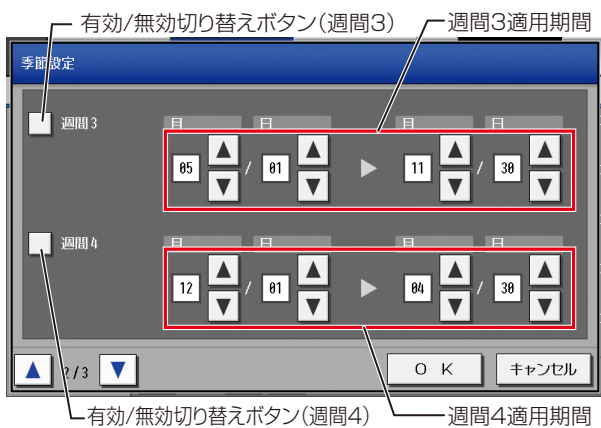 有効/無効切り替えボタン(週間3) 週間3適用期間
季節設定
週間3
月 日 月 日
05 / 01 ▶ 11 / 30
週間4
月 日 月 日
12 / 01 ▶ 04 / 30
2/3 OK キャンセル
有効/無効切り替えボタン(週間4) 週間4適用期間